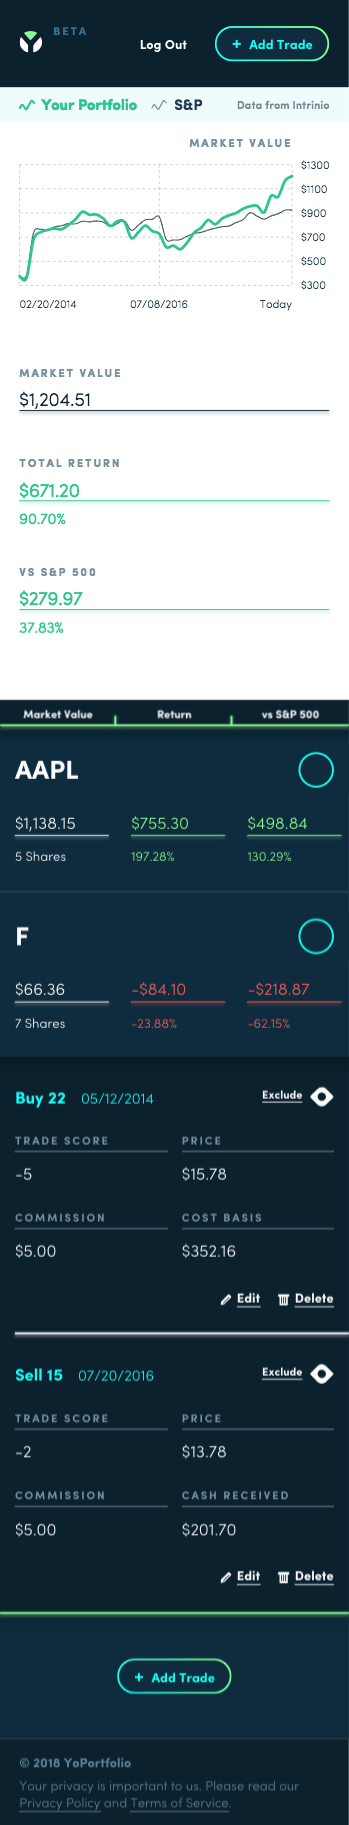 BETA
Log Out
+ Add Trade
Your Portfolio S&P Data from Intrinio
MARKET VALUE
$1300
$1100
$900
$700
$500
$300
02/20/2014 07/08/2016 Today
MARKET VALUE
$1,204.51
TOTAL RETURN
$671.20
90.70%
VS S&P 500
$279.97
37.83%
Market Value Return vs S&P 500
AAPL
$1,138.15 $755.30 $498.84
5 Shares 197.28% 130.29%
F
$66.36 -$84.10 -$218.87
7 Shares -23.88% -62.15%
Buy 22 05/12/2014 Exclude
TRADE SCORE PRICE
-5 $15.78
COMMISSION COST BASIS
$5.00 $352.16
Edit Delete
Sell 15 07/20/2016 Exclude
TRADE SCORE PRICE
-2 $13.78
COMMISSION CASH RECEIVED
$5.00 $201.70
Edit Delete
+ Add Trade
© 2018 YoPortfolio
Your privacy is important to us. Please read our
Privacy Policy and Terms of Service.